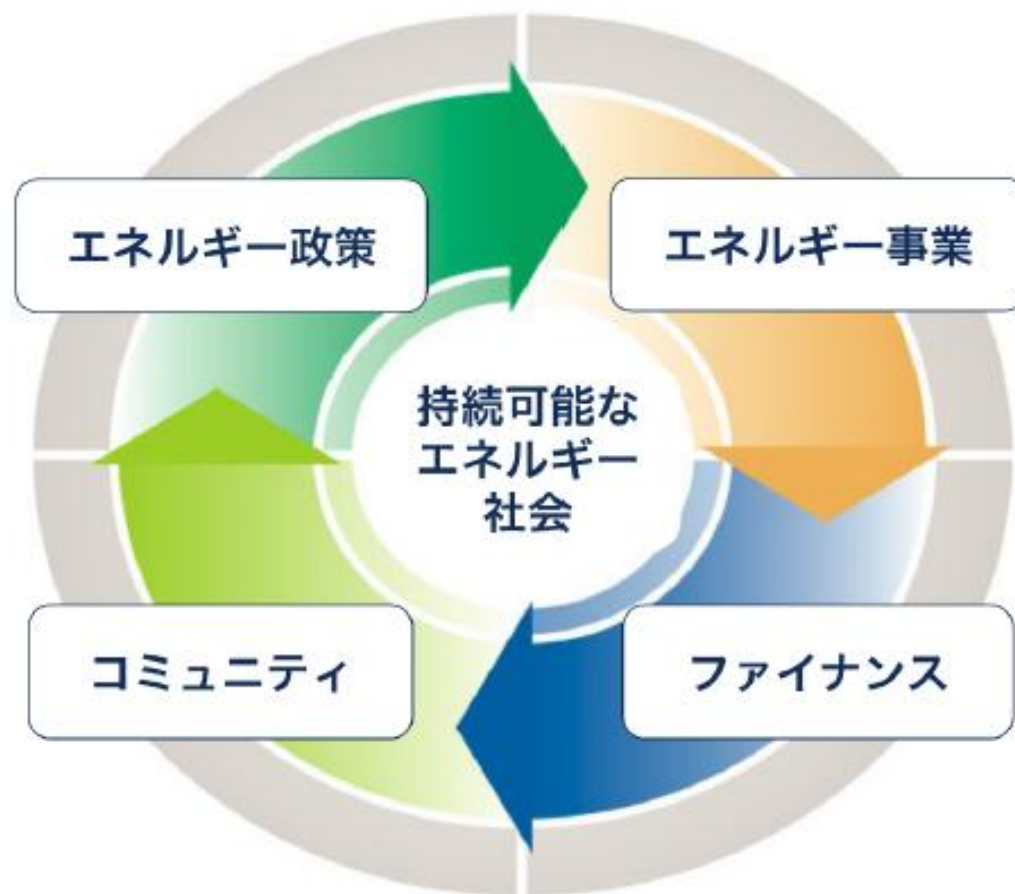 エネルギー政策
エネルギー事業
持続可能な
エネルギー
社会
コミュニティ
ファイナンス